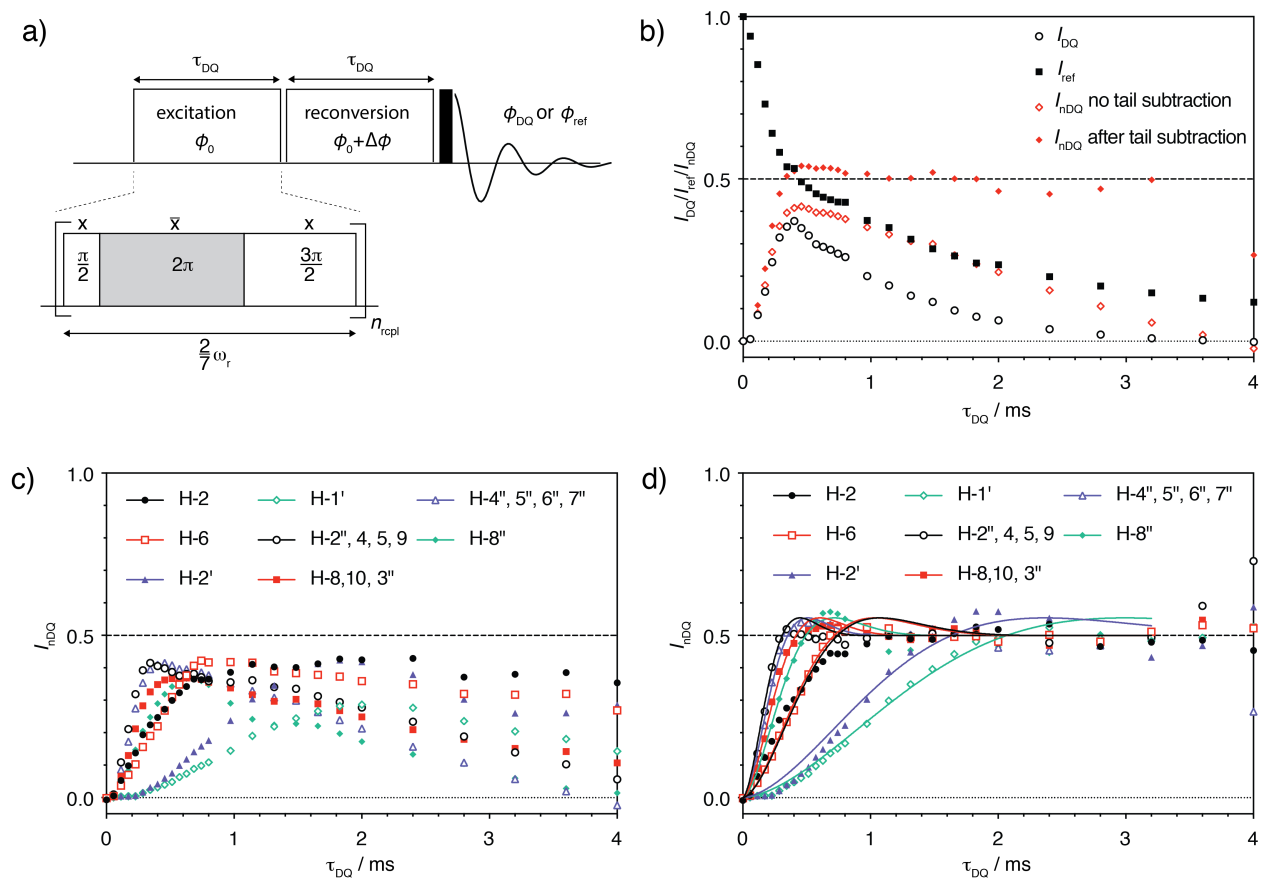 a)
τDQ τDQ
excitation reconversion ϕDQ or ϕref
ϕ0 ϕ0+Δϕ
x x̄ x
π/2 2π 3π/2
nrcpl
2/7 ωr
b)
1.0
IDQ
Iref
InDQ no tail subtraction
InDQ after tail subtraction
IDQ/Iref/InDQ
0.5
0.0
0 1 2 3 4
τDQ / ms
c)
1.0
H-2 H-1' H-4", 5", 6", 7"
H-6 H-2", 4, 5, 9 H-8"
H-2' H-8,10, 3"
InDQ
0.5
0.0
0 1 2 3 4
τDQ / ms
d)
1.0
H-2 H-1' H-4", 5", 6", 7"
H-6 H-2", 4, 5, 9 H-8"
H-2' H-8,10, 3"
InDQ
0.5
0.0
0 1 2 3 4
τDQ / ms